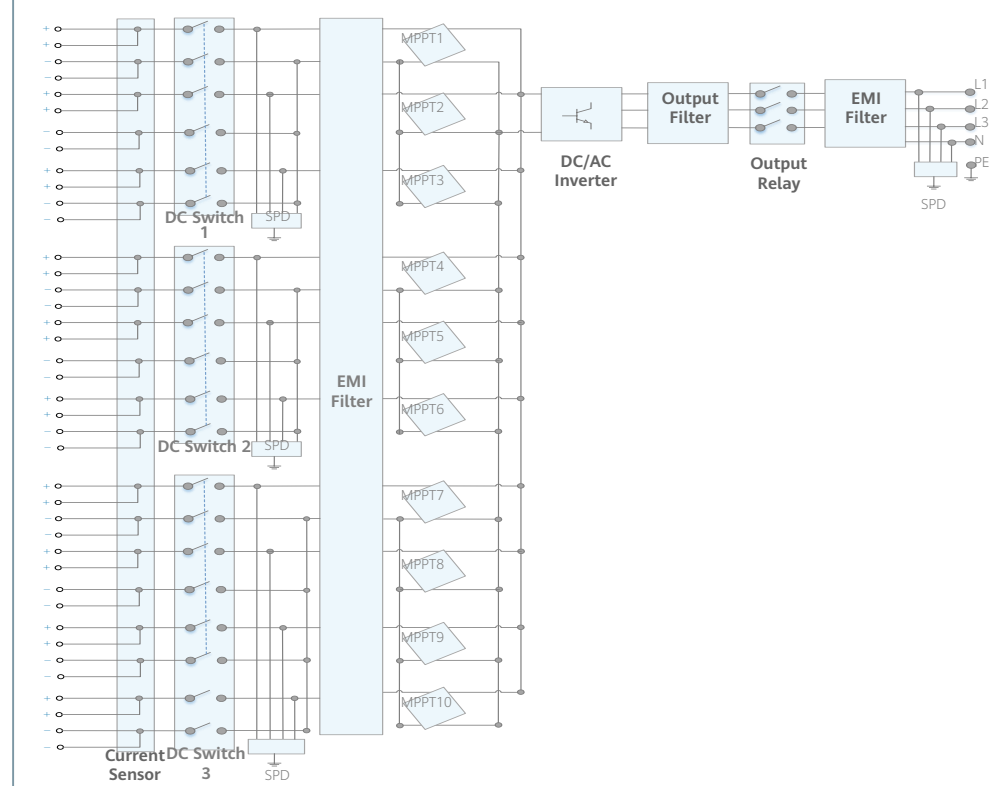 MPPT1
MPPT2
MPPT3
DC Switch
1
SPD
MPPT4
MPPT5
MPPT6
DC Switch 2
SPD
EMI
Filter
MPPT7
MPPT8
MPPT9
MPPT10
Current
Sensor
DC Switch
3
SPD
DC/AC
Inverter
Output
Filter
Output
Relay
EMI
Filter
L1
L2
L3
N
PE
SPD